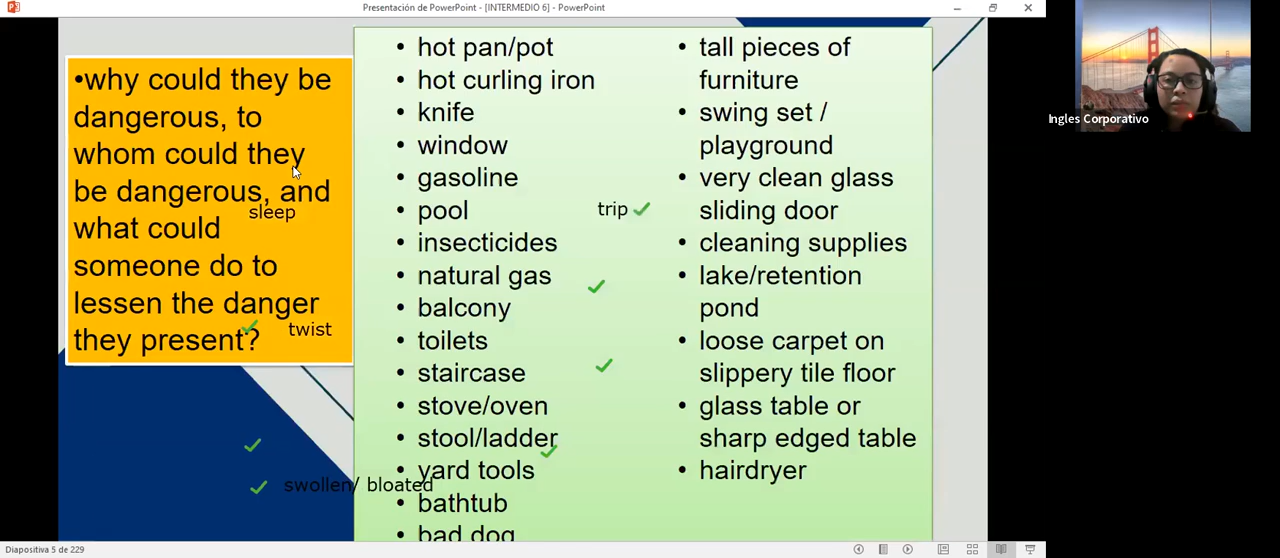 Presentación de PowerPoint - [INTERMEDIO 6] - PowerPoint
•why could they be
dangerous, to
whom could they
be dangerous, and
what could
someone do to
lessen the danger
they present?
sleep
twist
swollen/ bloated
• hot pan/pot
• hot curling iron
• knife
• window
• gasoline
• pool
• insecticides
• natural gas
• balcony
• toilets
• staircase
• stove/oven
• stool/ladder
• yard tools
• bathtub
• bad dog
trip
• tall pieces of
furniture
• swing set /
playground
• very clean glass
sliding door
• cleaning supplies
• lake/retention
pond
• loose carpet on
slippery tile floor
• glass table or
sharp edged table
• hairdryer
Ingles Corporativo
Diapositiva 5 de 229